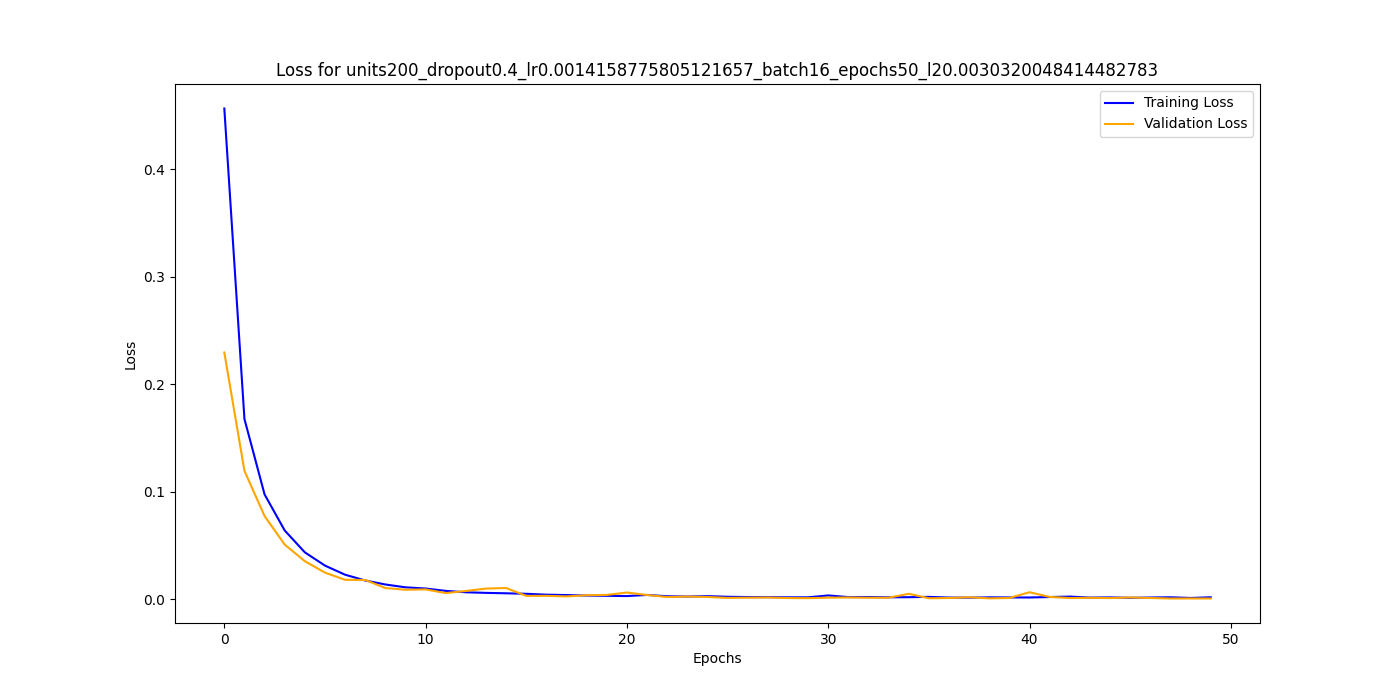 Loss for units200_dropout0.4_lr0.0014158775805121657_batch16_epochs50_l20.0030320048414482783
Training Loss
Validation Loss
0.4
0.3
0.2
0.1
0.0
Loss
0 10 20 30 40 50
Epochs